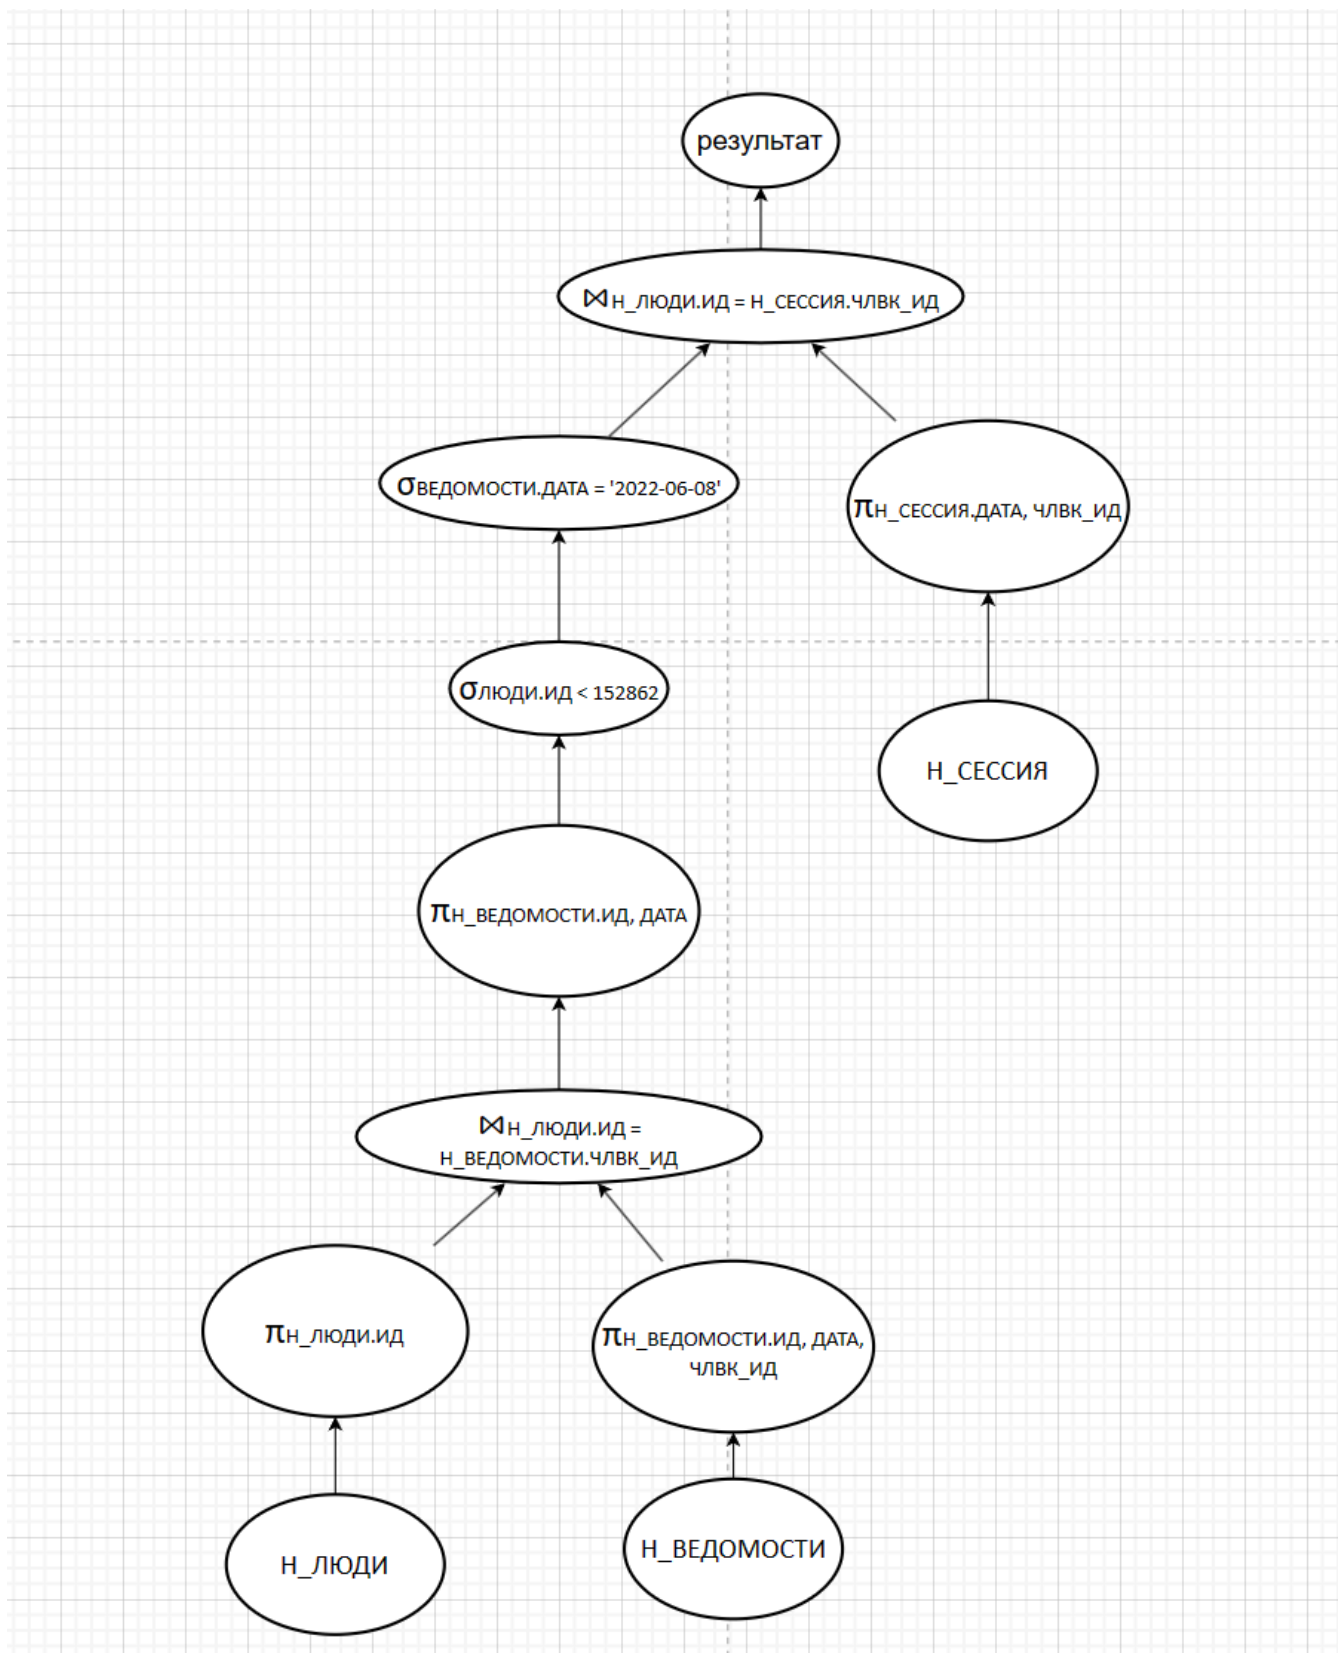 результат
⋈Н_ЛЮДИ.ИД = Н_СЕССИЯ.ЧЛВК_ИД
σВЕДОМОСТИ.ДАТА = '2022-06-08'
πН_СЕССИЯ.ДАТА, ЧЛВК_ИД
σЛЮДИ.ИД < 152862
Н_СЕССИЯ
πН_ВЕДОМОСТИ.ИД, ДАТА
⋈Н_ЛЮДИ.ИД =
Н_ВЕДОМОСТИ.ЧЛВК_ИД
πН_ЛЮДИ.ИД
πН_ВЕДОМОСТИ.ИД, ДАТА,
ЧЛВК_ИД
Н_ЛЮДИ
Н_ВЕДОМОСТИ